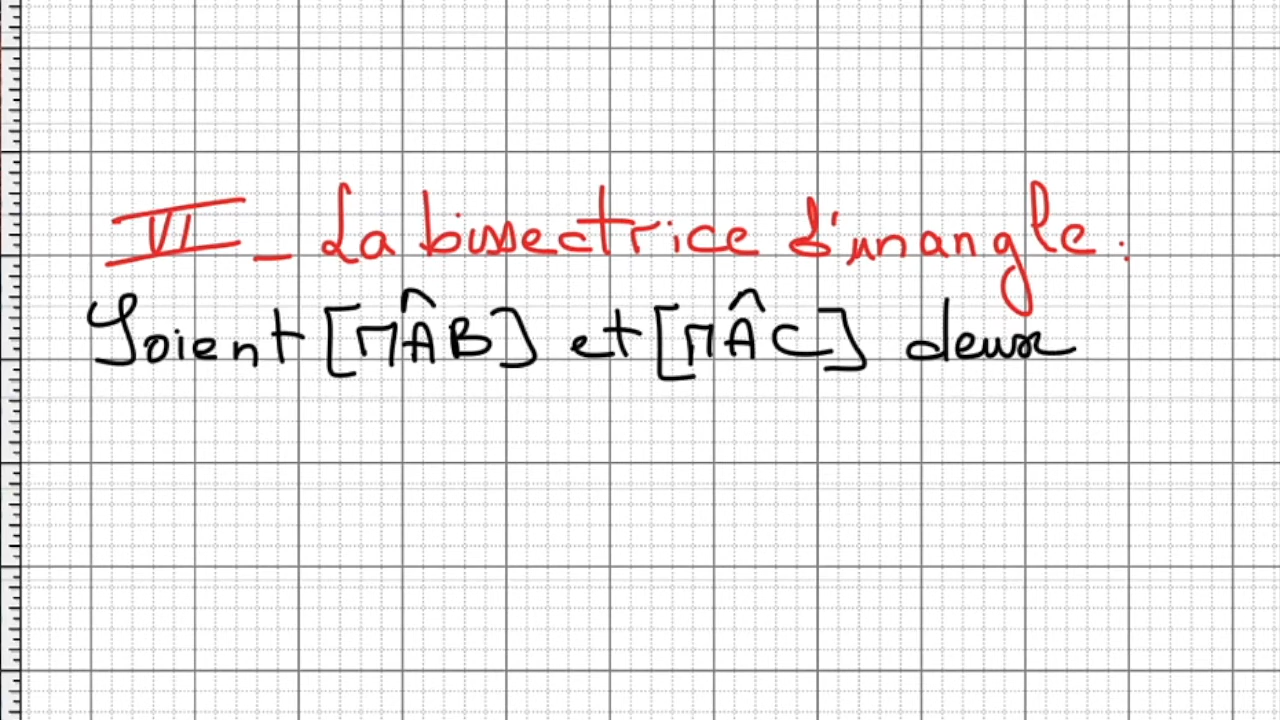 VI - La bissectrice d'un angle :
Soient [MÂB] et [MÂC] deux